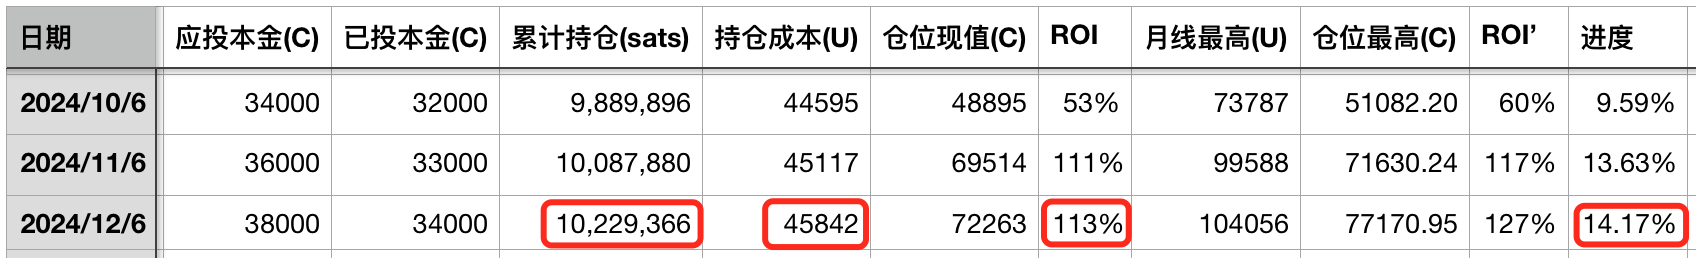 日期 应投本金(C) 已投本金(C) 累计持仓(sats) 持仓成本(U) 仓位现值(C) ROI 月线最高(U) 仓位最高(C) ROI’ 进度
2024/10/6 34000 32000 9,889,896 44595 48895 53% 73787 51082.20 60% 9.59%
2024/11/6 36000 33000 10,087,880 45117 69514 111% 99588 71630.24 117% 13.63%
2024/12/6 38000 34000 10,229,366 45842 72263 113% 104056 77170.95 127% 14.17%